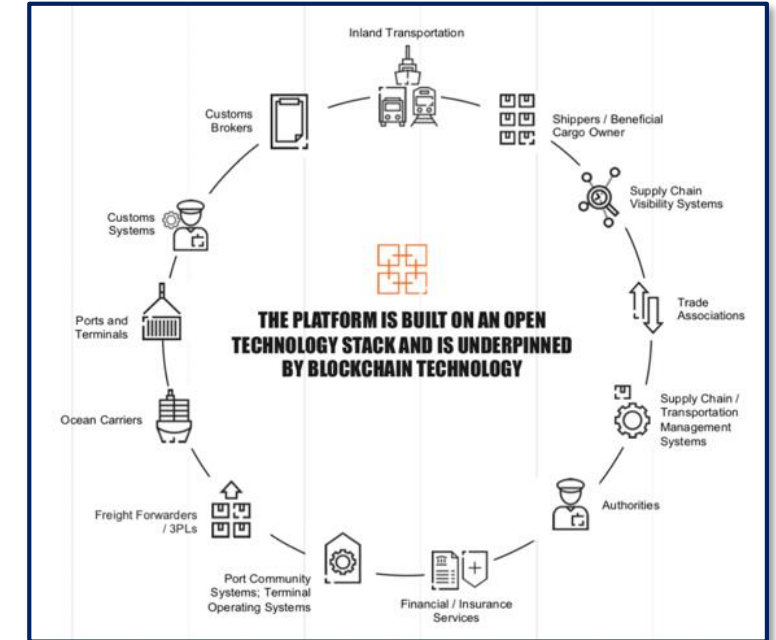 Inland Transportation
Shippers / Beneficial
Cargo Owner
Supply Chain
Visibility Systems
Trade
Associations
Supply Chain /
Transportation
Management
Systems
Authorities
Financial / Insurance
Services
Port Community
Systems; Terminal
Operating Systems
Freight Forwarders
/ 3PLs
Ocean Carriers
Ports and
Terminals
Customs
Systems
Customs
Brokers
THE PLATFORM IS BUILT ON AN OPEN
TECHNOLOGY STACK AND IS UNDERPINNED
BY BLOCKCHAIN TECHNOLOGY